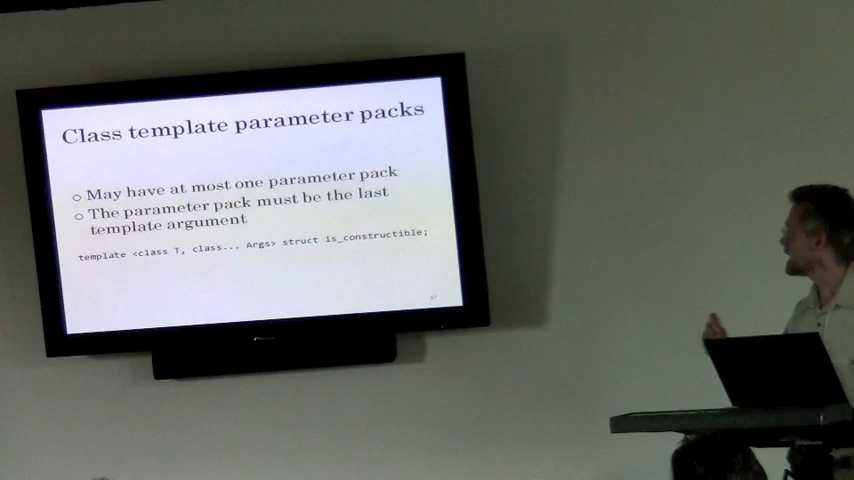 Class template parameter packs
○ May have at most one parameter pack
○ The parameter pack must be the last
template argument
template <class T, class... Args> struct is_constructible;